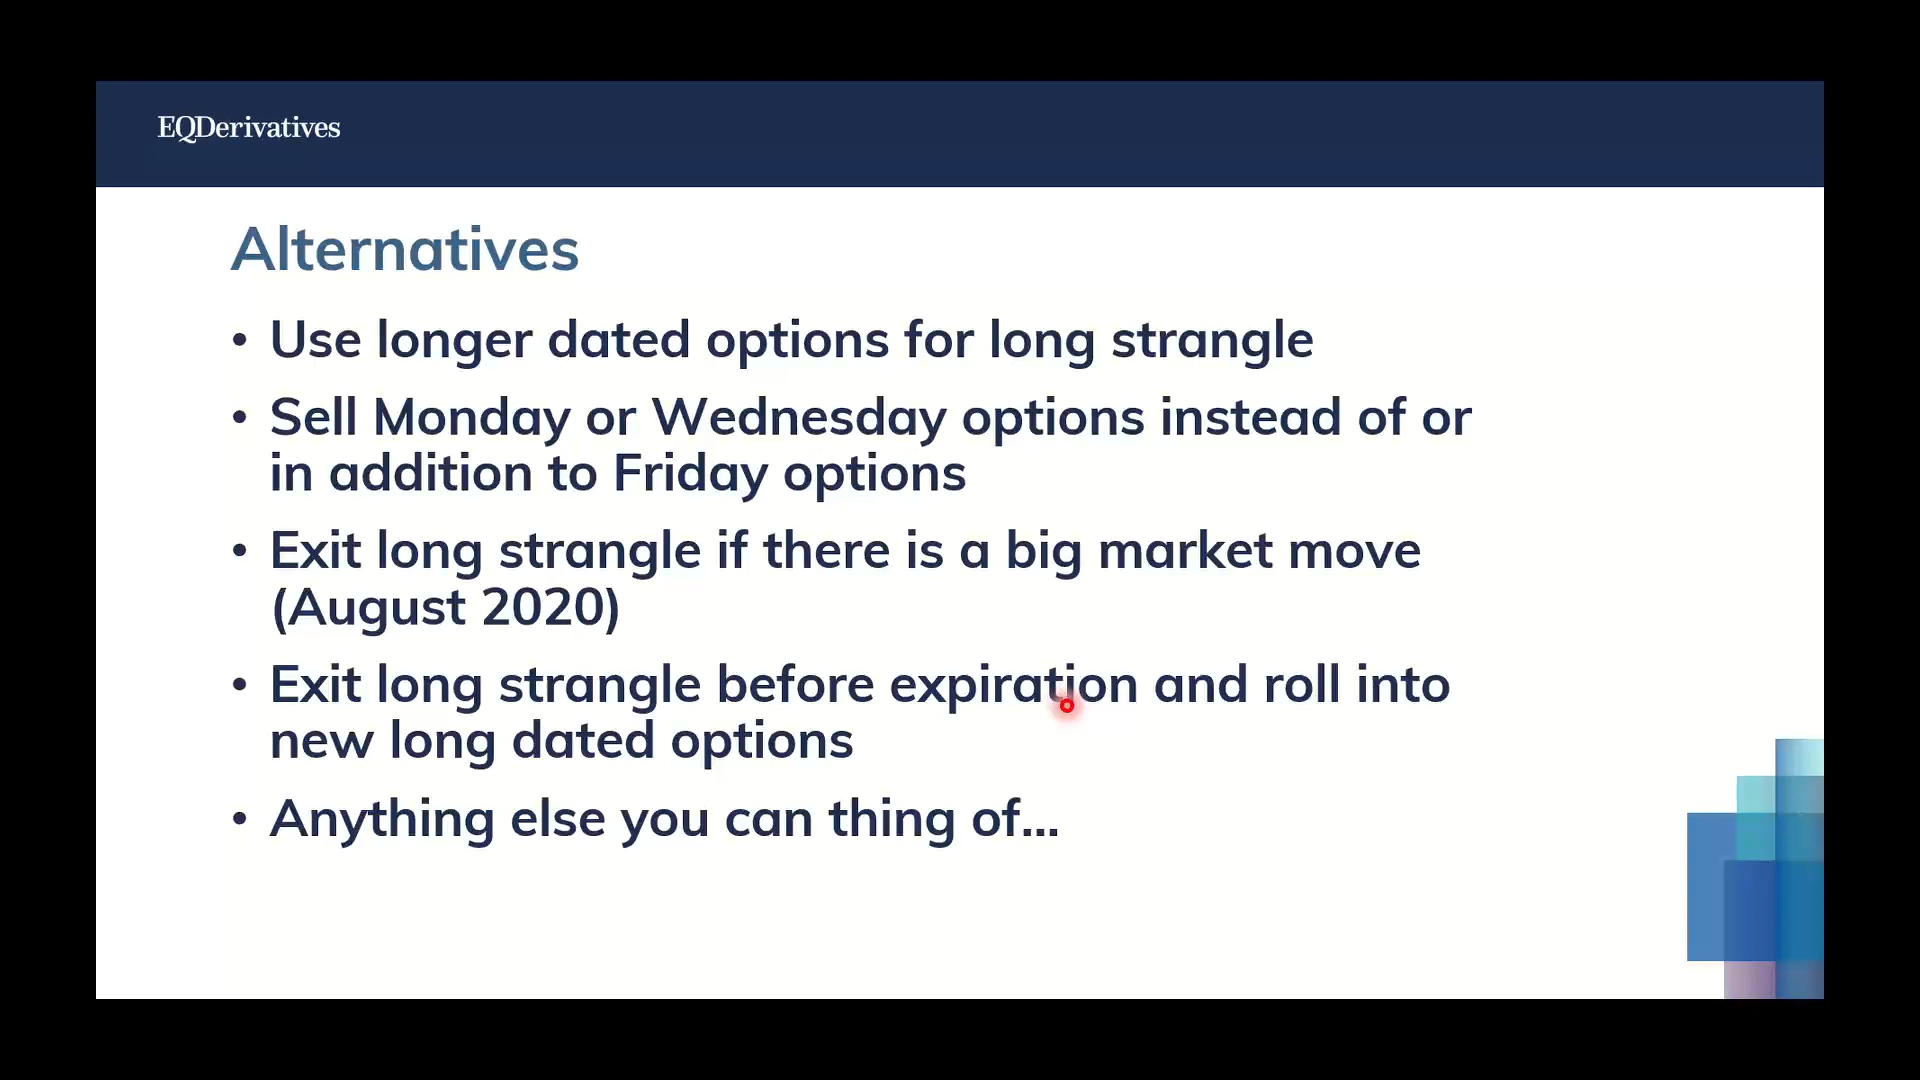 EQDerivatives
Alternatives
• Use longer dated options for long strangle
• Sell Monday or Wednesday options instead of or
in addition to Friday options
• Exit long strangle if there is a big market move
(August 2020)
• Exit long strangle before expiration and roll into
new long dated options
• Anything else you can thing of...